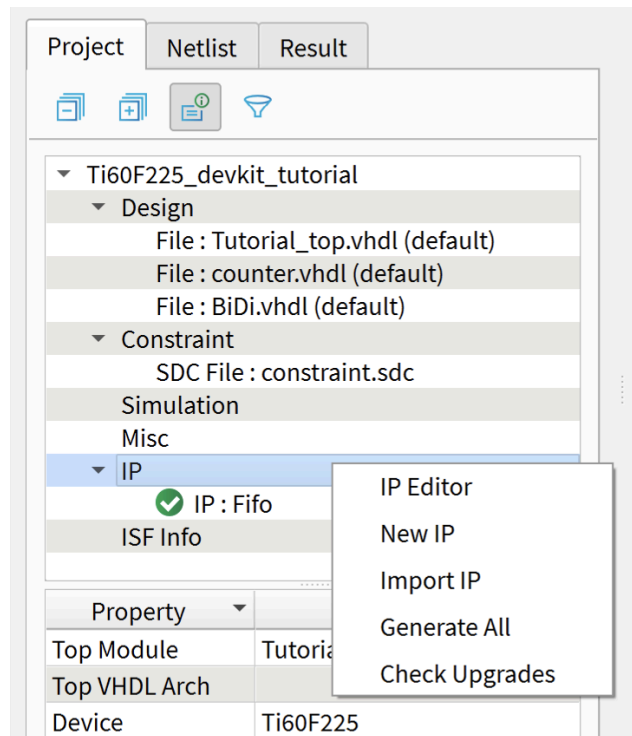 Project Netlist Result
Ti60F225_devkit_tutorial
Design
File : Tutorial_top.vhdl (default)
File : counter.vhdl (default)
File : BiDi.vhdl (default)
Constraint
SDC File : constraint.sdc
Simulation
Misc
IP
IP : Fifo
ISF Info
IP Editor
New IP
Import IP
Generate All
Check Upgrades
Property
Top Module
Top VHDL Arch
Device Ti60F225